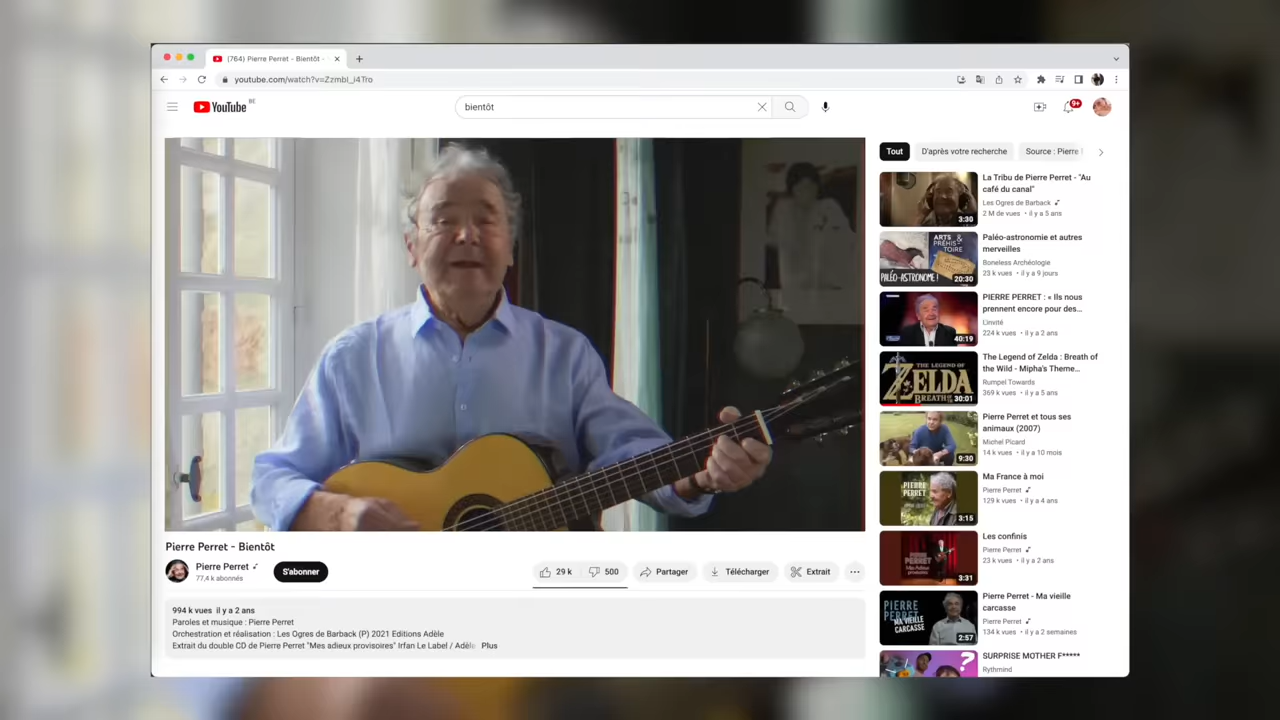 (764) Pierre Perret - Bientôt -
youtube.com/watch?v=ZzmbI_i4Tro
YouTube BE
bientôt
9+
Tout
D'après votre recherche
Source : Pierre
La Tribu de Pierre Perret - "Au
café du canal"
Les Ogres de Barback
2 M de vues • il y a 5 ans
3:30
ARTS &
PRÉHIS
TOIRE
PALÉO-ASTRONOMIE!
20:30
Paléo-astronomie et autres
merveilles
Boneless Archéologie
23 k vues • il y a 9 jours
PIERRE PERRET : « Ils nous
prennent encore pour des...
L'invité
224 k vues • il y a 2 ans
40:19
THE LEGEND OF
ZELDA
BREATH
30:01
The Legend of Zelda : Breath of
the Wild - Mipha's Theme...
Rumpel Towards
369 k vues • il y a 5 ans
Pierre Perret et tous ses
animaux (2007)
Michel Picard
14 k vues • il y a 10 mois
9:30
PIERRE
PERRET
3:15
Ma France à moi
Pierre Perret
129 k vues • il y a 4 ans
3:31
Les confinis
Pierre Perret
23 k vues • il y a 2 ans
PIERRE
PERRET
MA VIEILLE
CARCASSE
2:57
Pierre Perret - Ma vieille
carcasse
Pierre Perret
134 k vues • il y a 2 semaines
SURPRISE MOTHER F*****
Rythmind
Pierre Perret - Bientôt
Pierre Perret
77,4 k abonnés
S'abonner
29 k
500
Partager
Télécharger
Extrait
994 k vues il y a 2 ans
Paroles et musique : Pierre Perret
Orchestration et réalisation : Les Ogres de Barback (P) 2021 Editions Adèle
Extrait du double CD de Pierre Perret "Mes adieux provisoires" Irfan Le Label / Adèle Plus